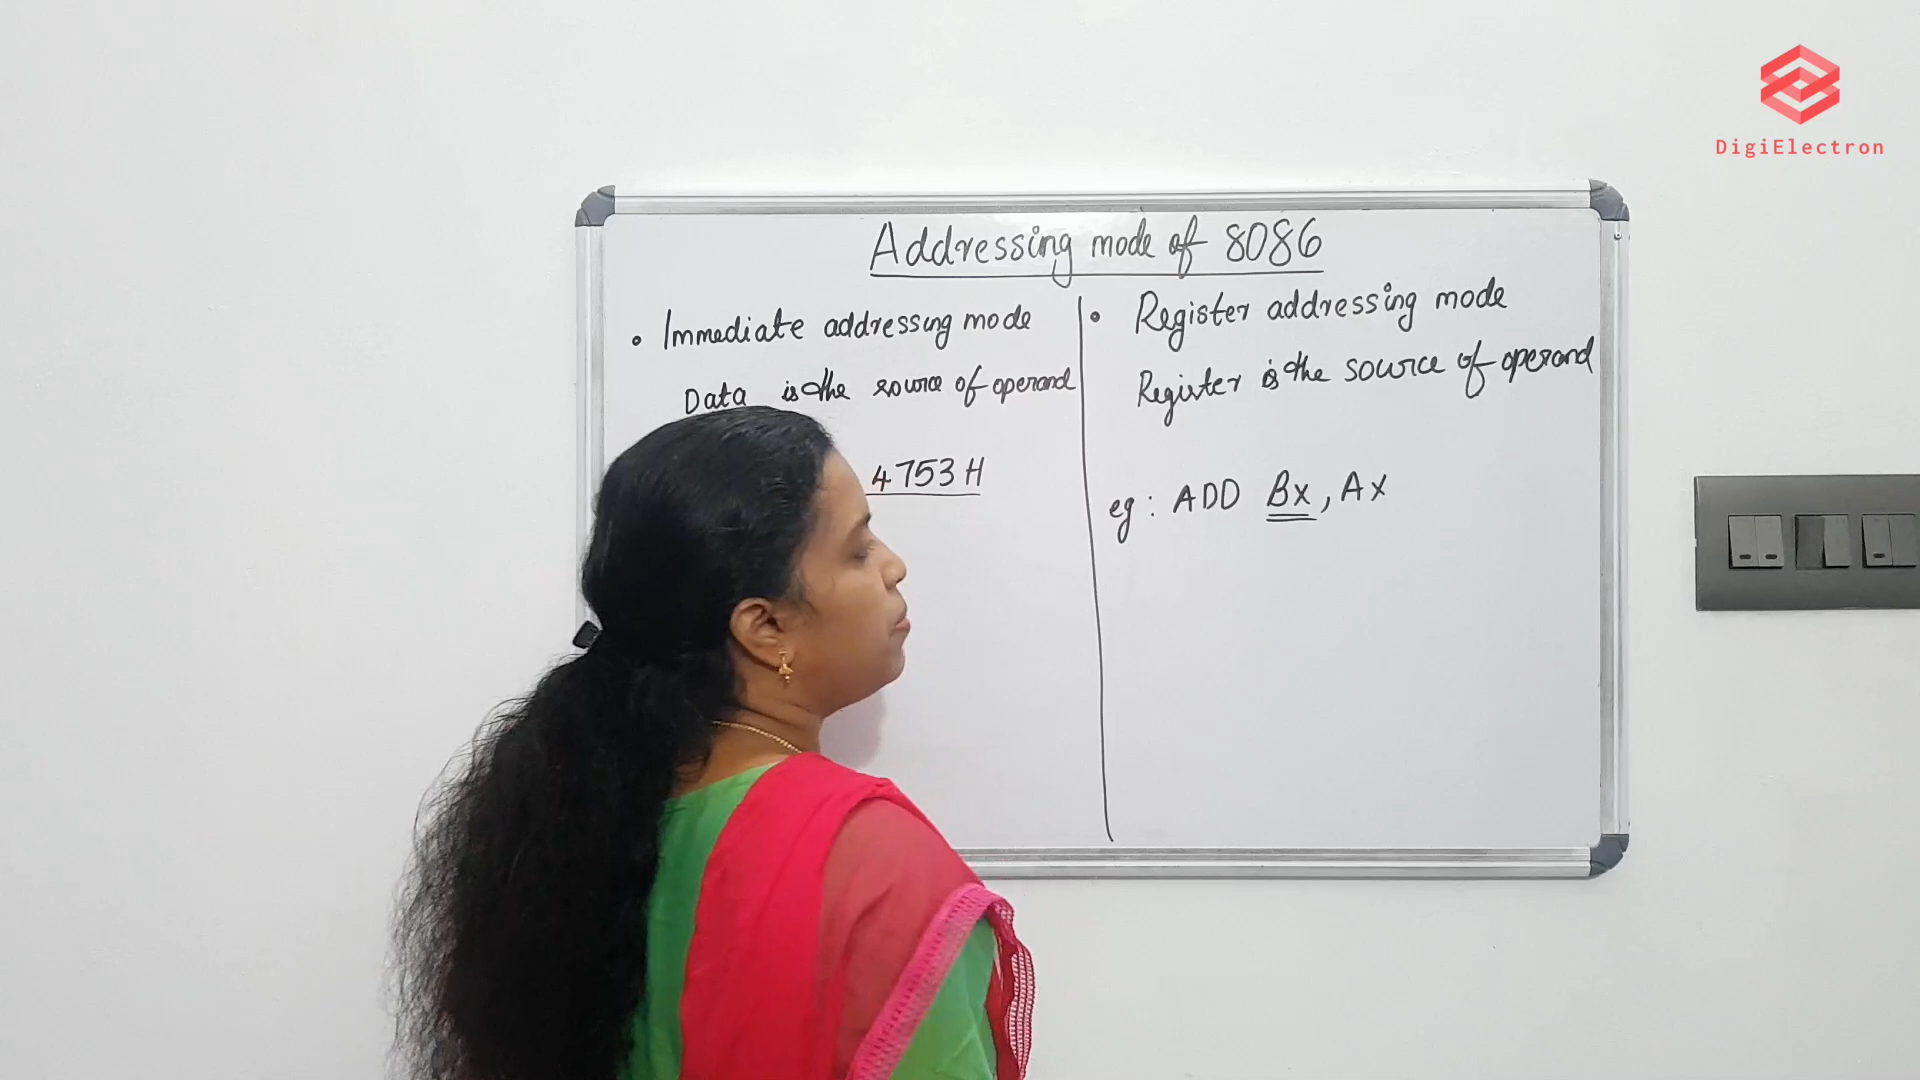 DigiElectron
Addressing mode of 8086
• Immediate addressing mode
Data is the source of operand
4753 H
• Register addressing mode
Register is the source of operand
eg : ADD Bx , Ax